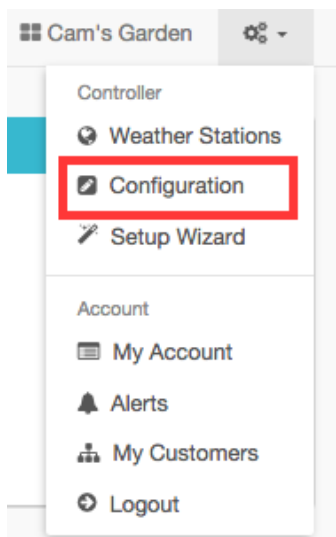 Cam's Garden
Controller
Weather Stations
Configuration
Setup Wizard
Account
My Account
Alerts
My Customers
Logout